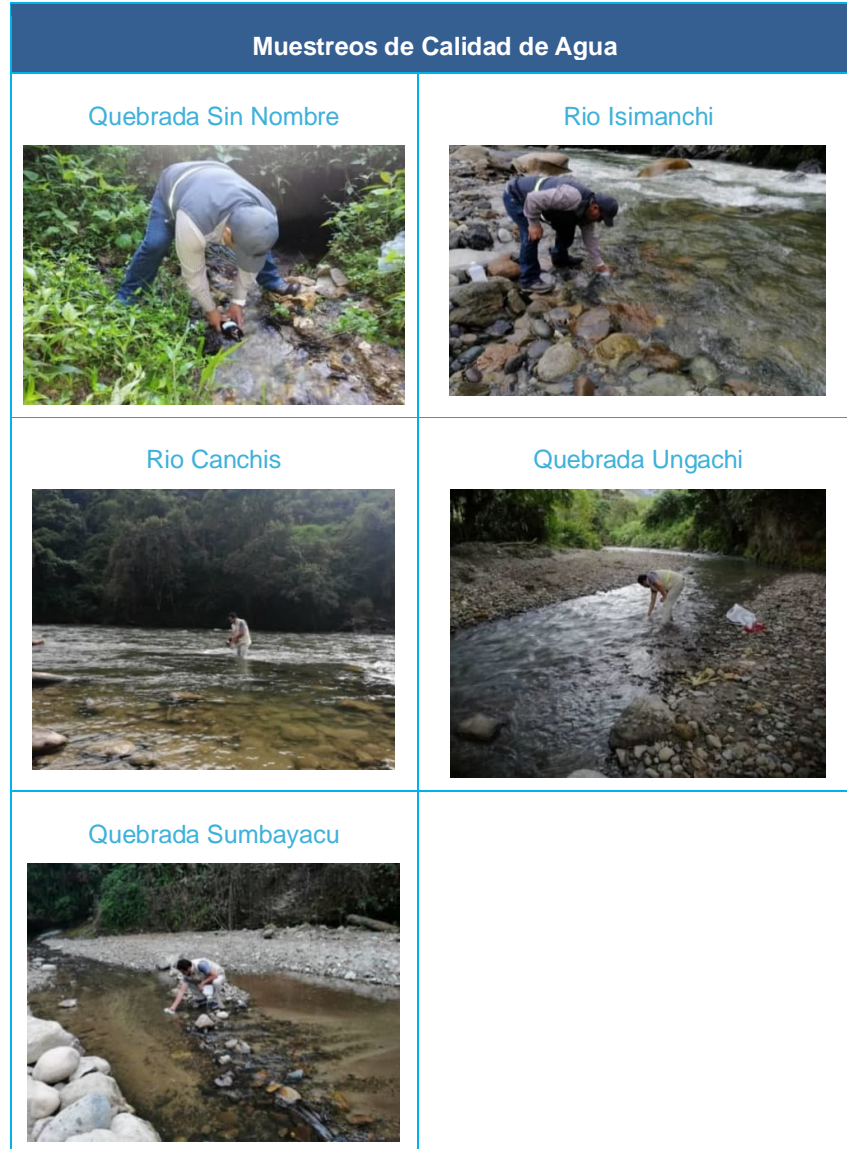 Muestreos de Calidad de Agua
Quebrada Sin Nombre
Rio Isimanchi
Rio Canchis
Quebrada Ungachi
Quebrada Sumbayacu